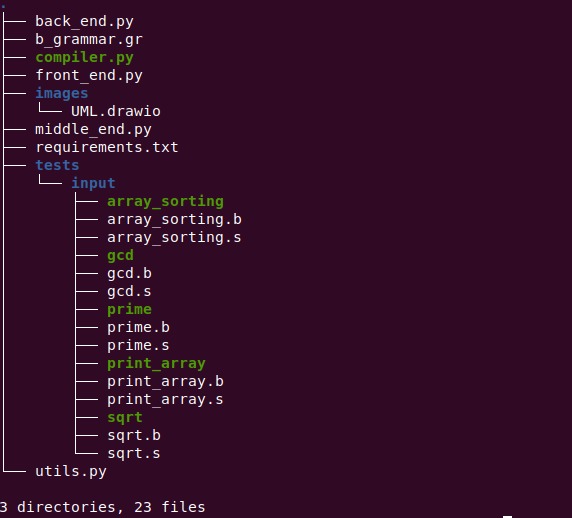 .
├── back_end.py
├── b_grammar.gr
├── compiler.py
├── front_end.py
├── images
│   └── UML.drawio
├── middle_end.py
├── requirements.txt
├── tests
│   └── input
│       ├── array_sorting
│       ├── array_sorting.b
│       ├── array_sorting.s
│       ├── gcd
│       ├── gcd.b
│       ├── gcd.s
│       ├── prime
│       ├── prime.b
│       ├── prime.s
│       ├── print_array
│       ├── print_array.b
│       ├── print_array.s
│       ├── sqrt
│       ├── sqrt.b
│       └── sqrt.s
└── utils.py

3 directories, 23 files